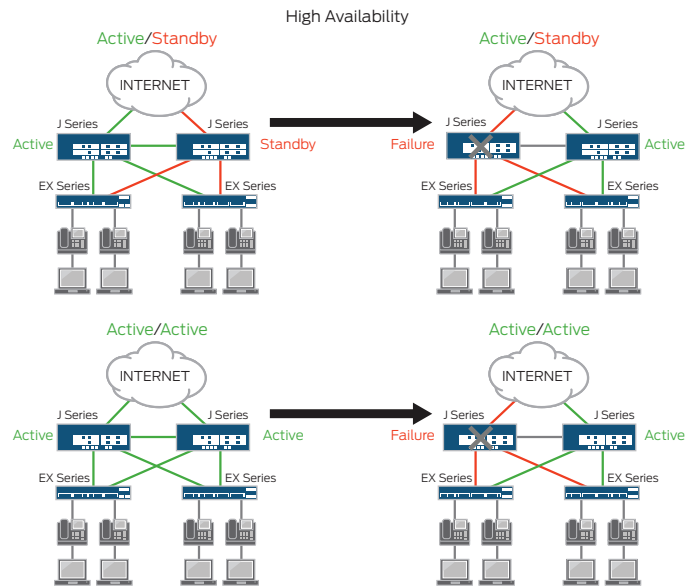 High Availability
Active/Standby
INTERNET
J Series
J Series
Active
Standby
EX Series
EX Series
Active/Standby
INTERNET
J Series
J Series
Failure
Active
EX Series
EX Series
Active/Active
INTERNET
J Series
J Series
Active
Active
EX Series
EX Series
Active/Active
INTERNET
J Series
J Series
Failure
Active
EX Series
EX Series